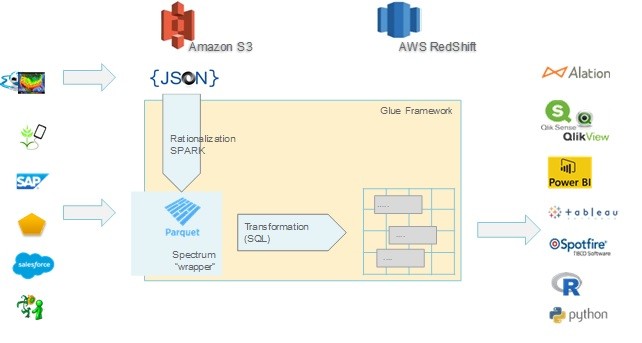 Amazon S3
AWS RedShift
{JSON}
Glue Framework
Rationalization
SPARK
Parquet
Spectrum
"wrapper"
Transformation
(SQL)
......
......
......
SAP
salesforce
Alation
Qlik Sense
QlikView
Power BI
tableau
Spotfire
TIBCO Software
R
python